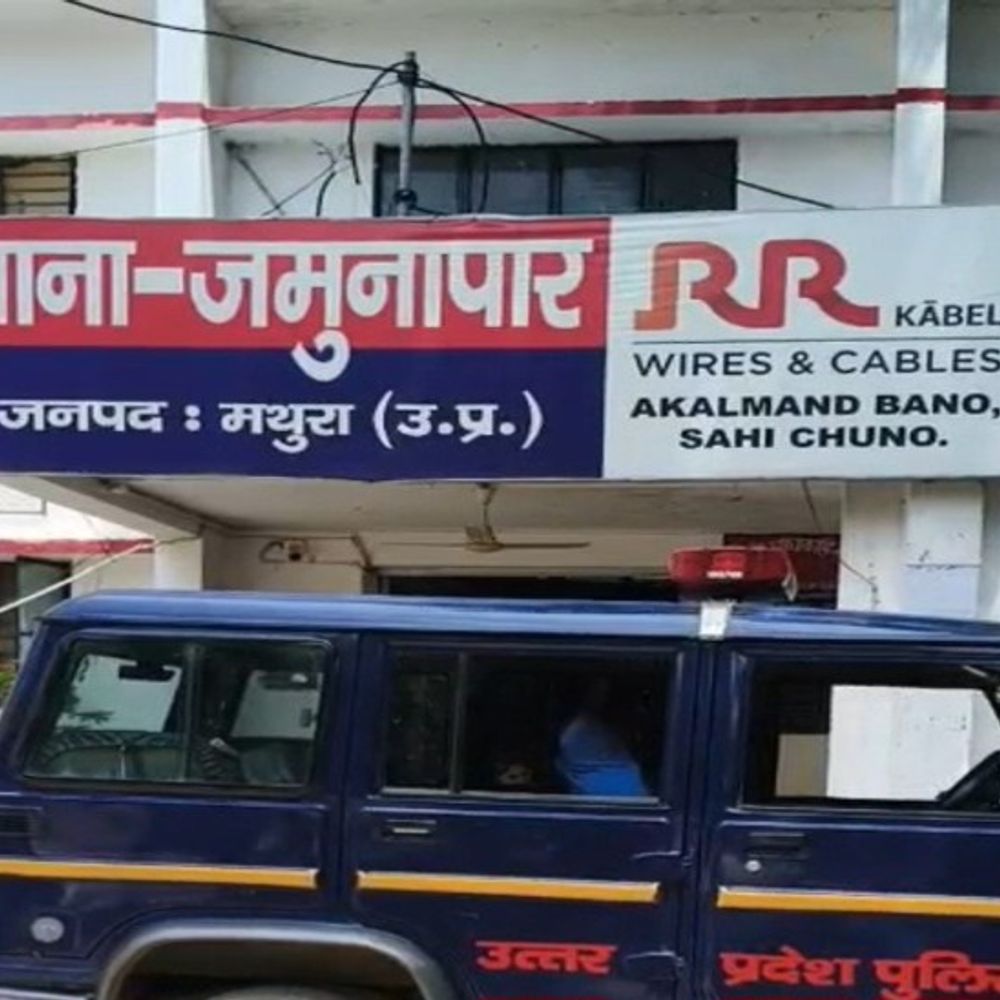 ाना-जमुनापार
जनपद : मथुरा (उ.प्र.)
RR KĀBEL
WIRES & CABLES
AKALMAND BANO,
SAHI CHUNO.
उत्तर प्रदेश पुलि